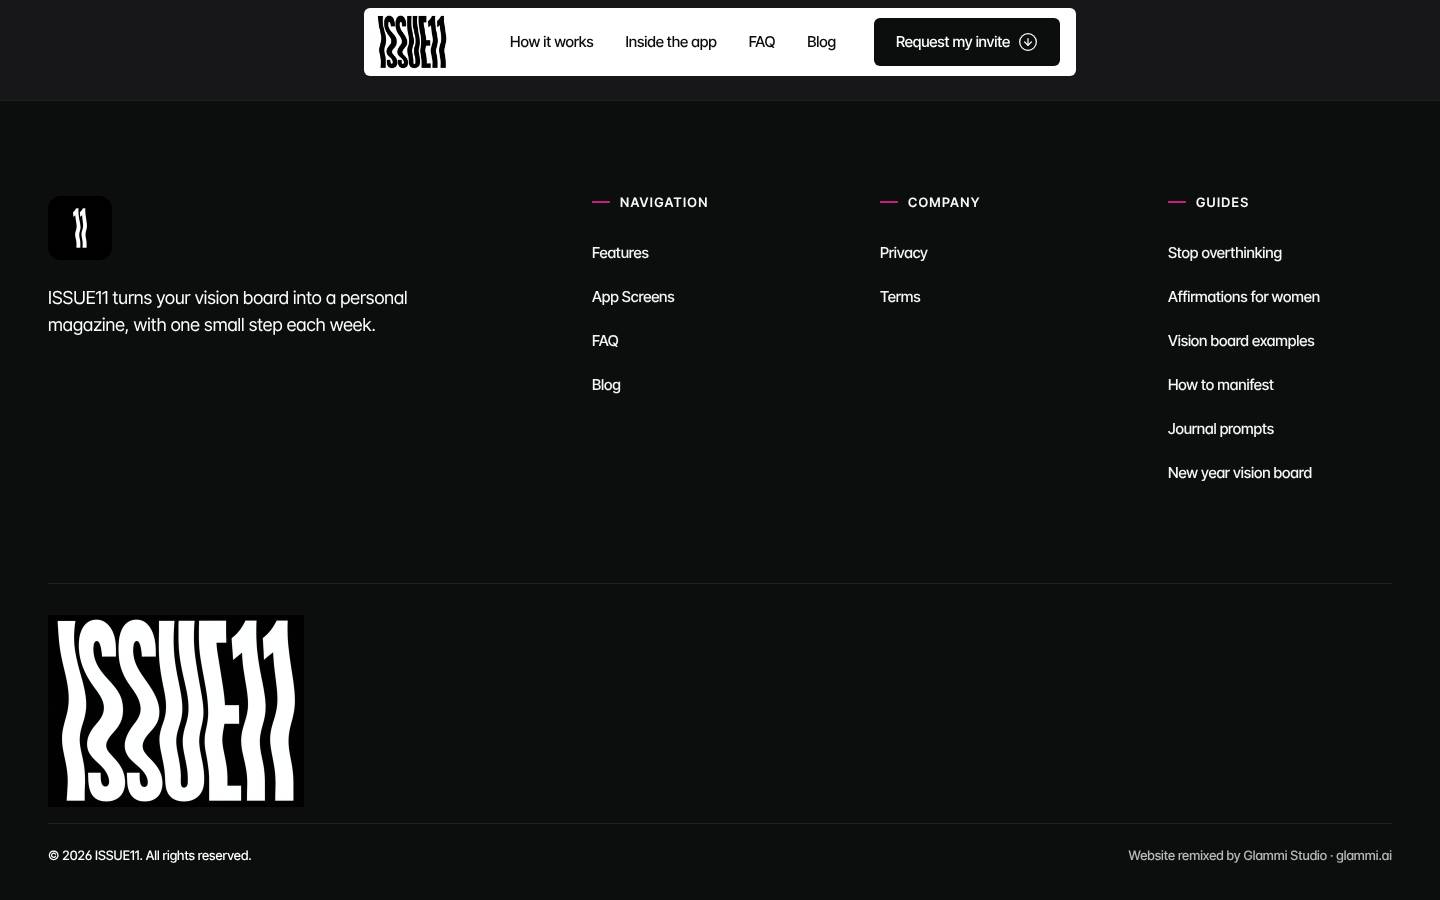 ISSUE11
How it works
Inside the app
FAQ
Blog
Request my invite
11
ISSUE11 turns your vision board into a personal
magazine, with one small step each week.
NAVIGATION
Features
App Screens
FAQ
Blog
COMPANY
Privacy
Terms
GUIDES
Stop overthinking
Affirmations for women
Vision board examples
How to manifest
Journal prompts
New year vision board
ISSUE11
© 2026 ISSUE11. All rights reserved.
Website remixed by Glammi Studio · glammi.ai